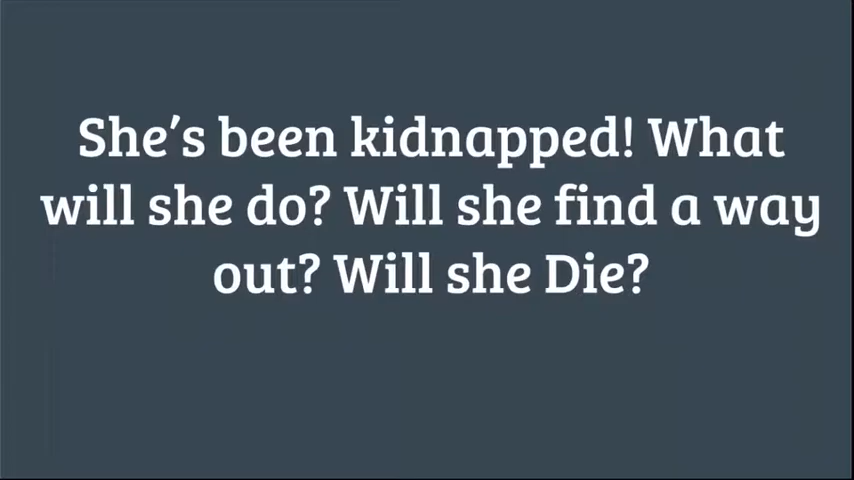 She's been kidnapped! What
will she do? Will she find a way
out? Will she Die?